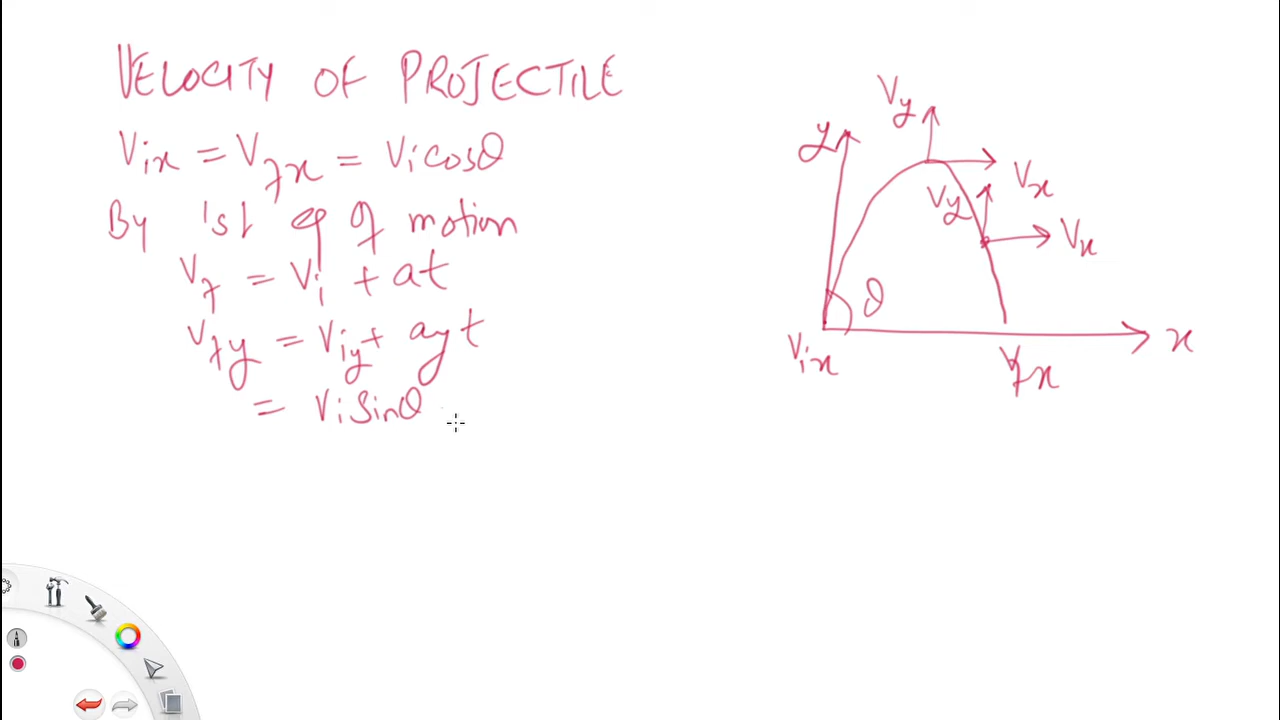 VELOCITY OF PROJECTILE
Vix = Vfx = Vicosθ
By 1st eq of motion
Vf = Vi + at
Vfy = Viy + ayt
= Visinθ
Vy
y
Vx
Vy
Vx
θ
x
Vix
Vfx